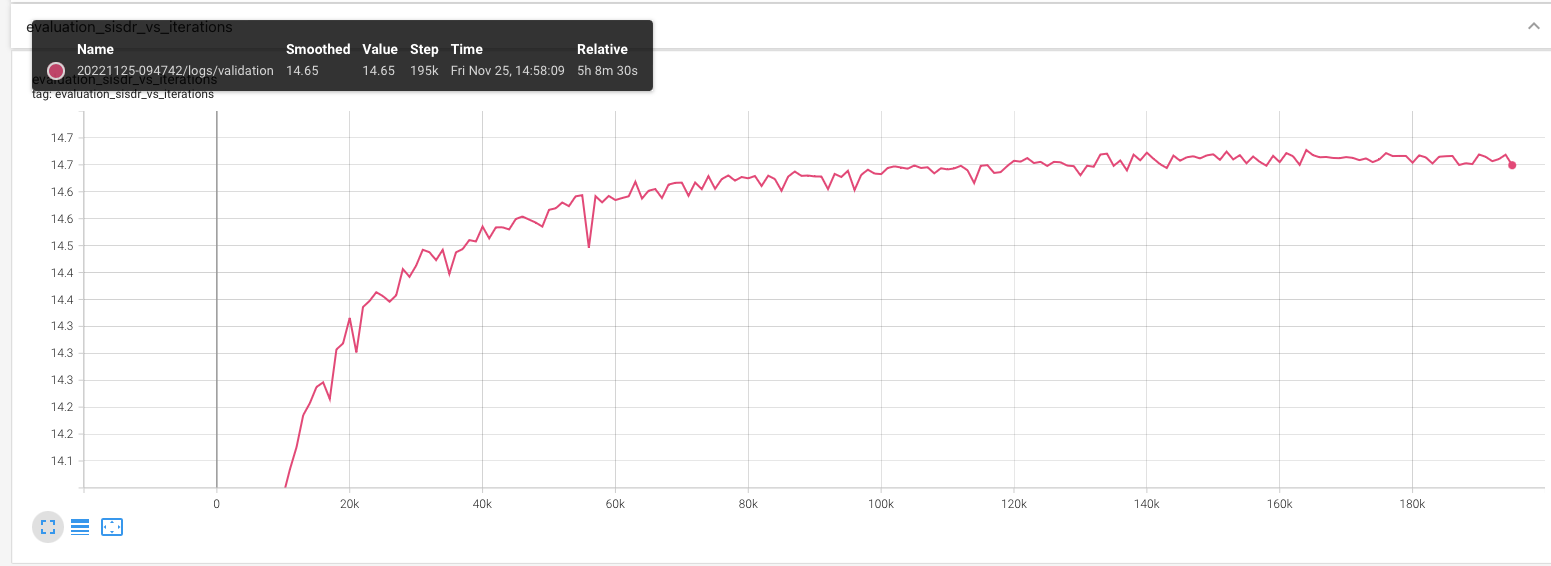 evaluation_sisdr_vs_iterations
Name Smoothed Value Step Time Relative
20221125-094742/logs/validation 14.65 14.65 195k Fri Nov 25, 14:58:09 5h 8m 30s
evaluation_sisdr_vs_iterations
tag: evaluation_sisdr_vs_iterations
14.7
14.7
14.6
14.6
14.5
14.4
14.4
14.3
14.3
14.3
14.2
14.2
14.1
0 20k 40k 60k 80k 100k 120k 140k 160k 180k